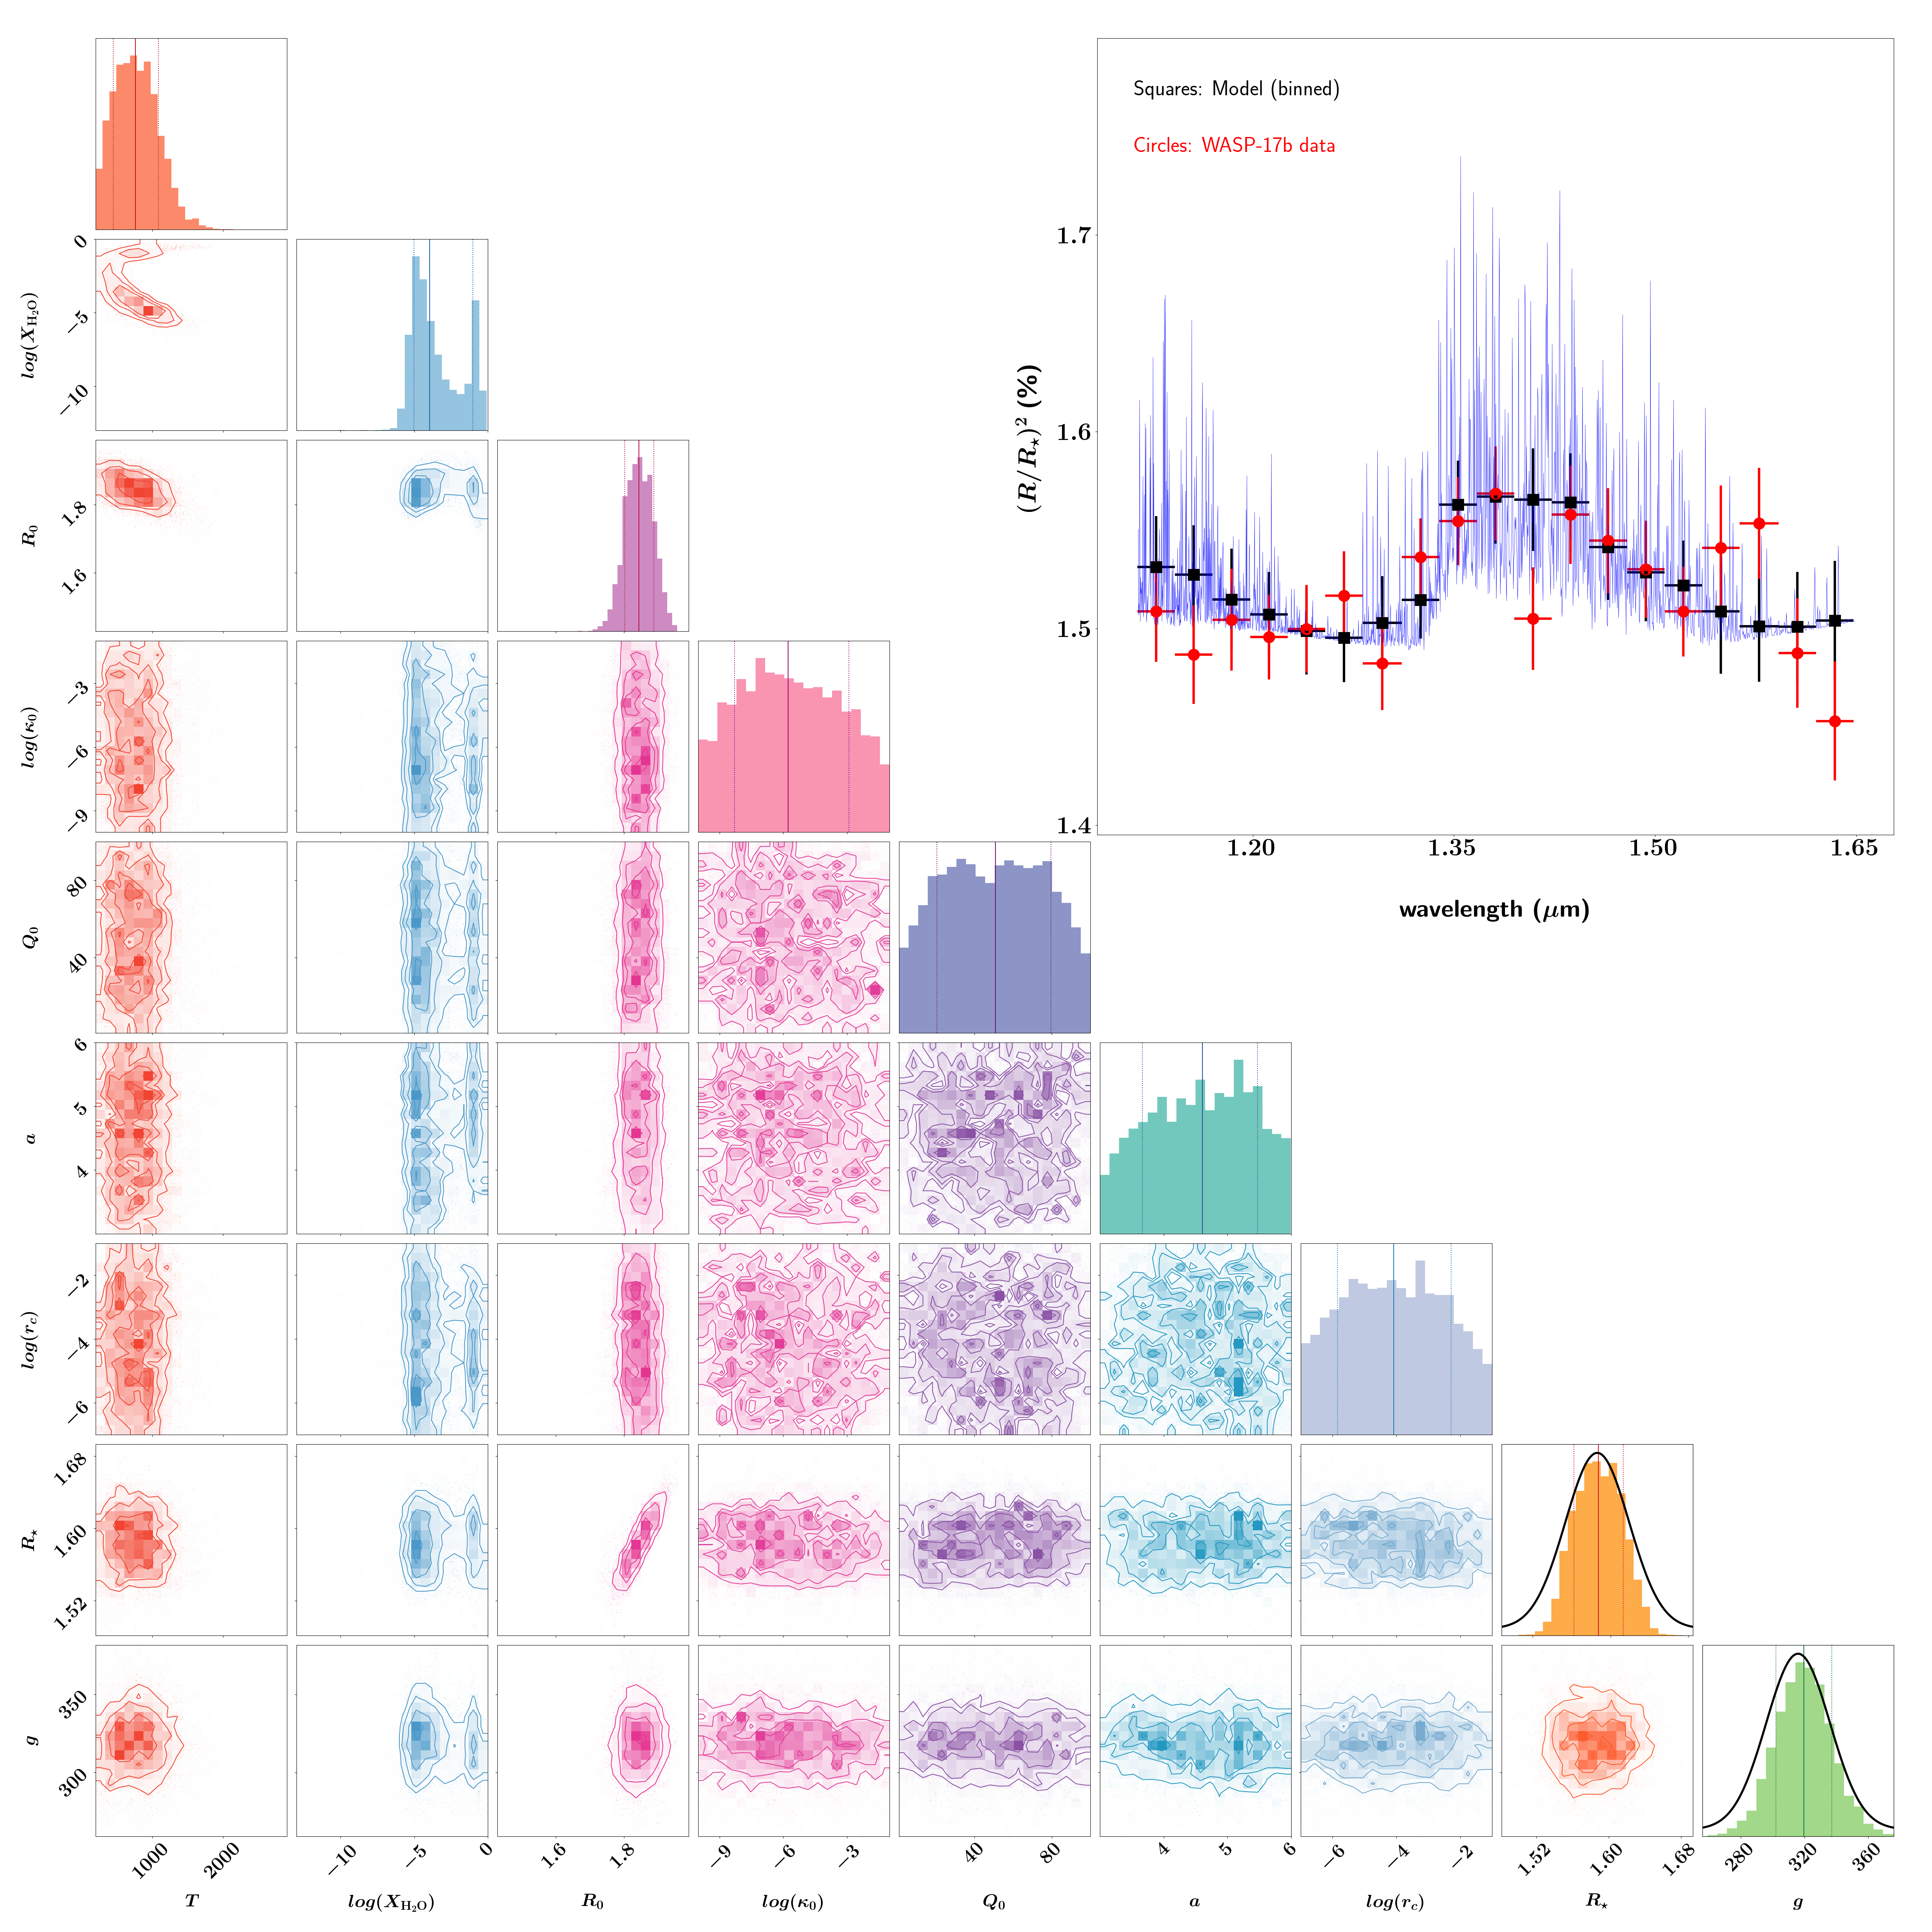 Squares: Model (binned)
Circles: WASP-17b data
1.7
1.6
1.5
1.4
(R/R⋆)² (%)
1.20 1.35 1.50 1.65
wavelength (μm)
0
−5
−10
log(X_H₂O)
1.8
1.6
R₀
−3
−6
−9
log(κ₀)
80
40
Q₀
6
5
4
a
−2
−4
−6
log(r_c)
1.68
1.60
1.52
R⋆
350
300
g
1000 2000 −10 −5 0 1.6 1.8 −9 −6 −3 40 80 4 5 6 −6 −4 −2 1.52 1.60 1.68 280 320 360
T log(X_H₂O) R₀ log(κ₀) Q₀ a log(r_c) R⋆ g